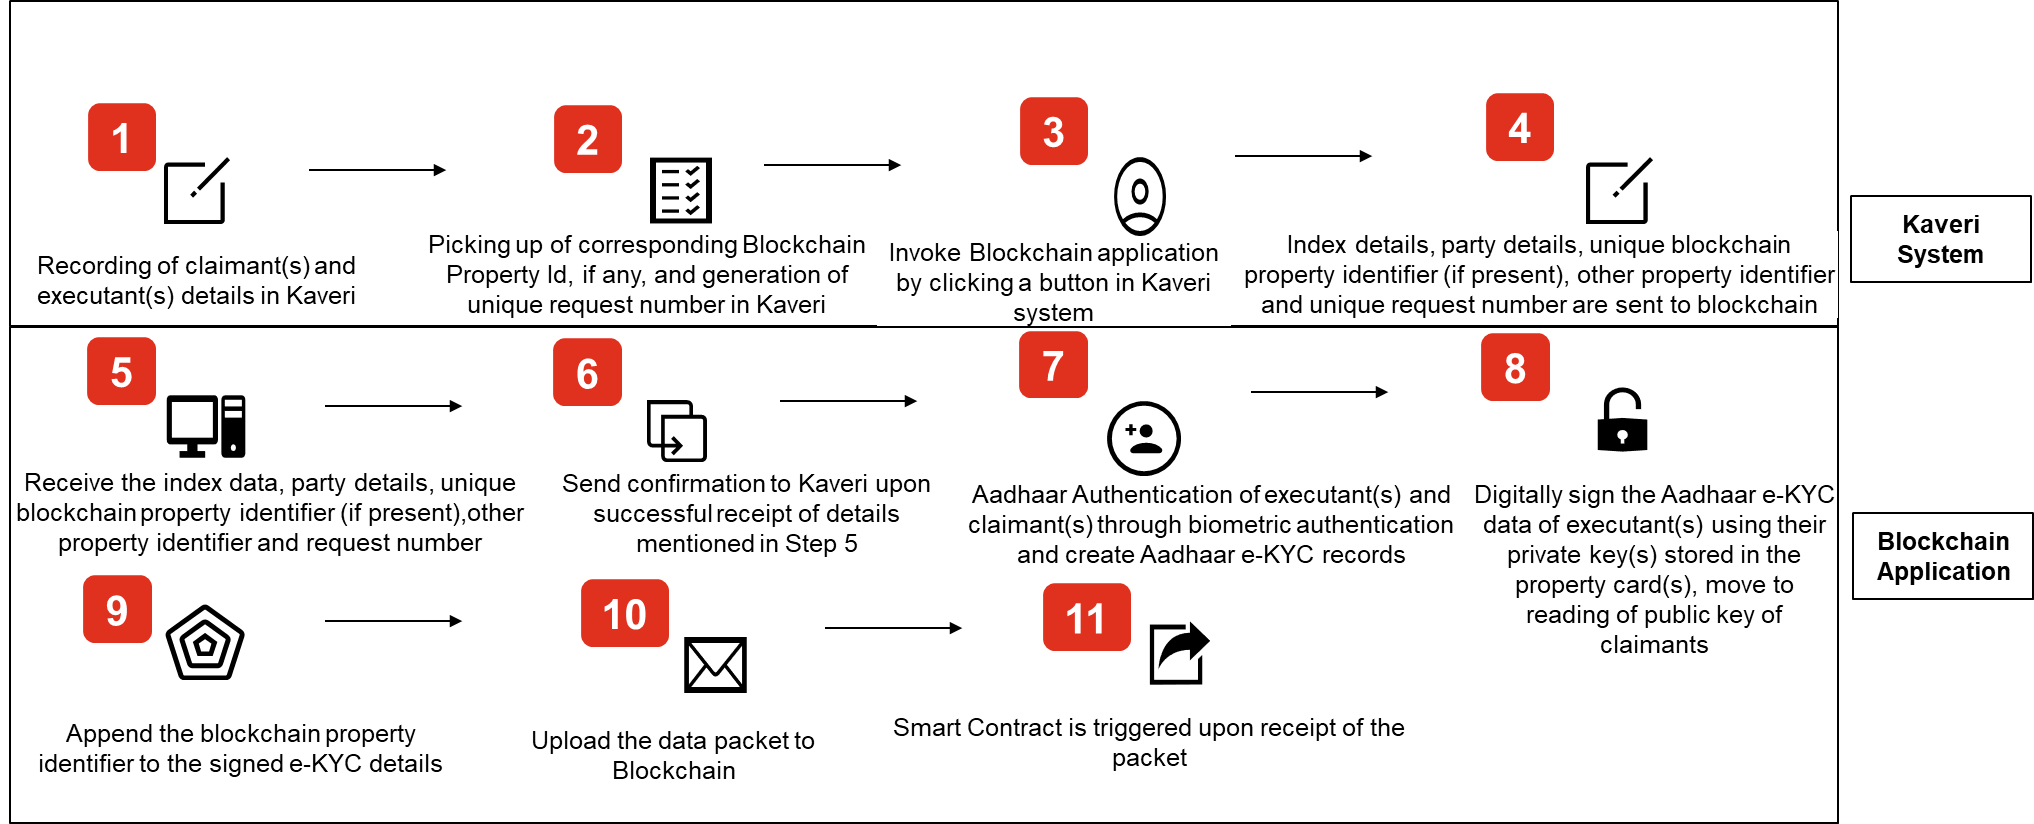 1
Recording of claimant(s) and
executant(s) details in Kaveri
2
Picking up of corresponding Blockchain
Property Id, if any, and generation of
unique request number in Kaveri
3
Invoke Blockchain application
by clicking a button in Kaveri
system
4
Index details, party details, unique blockchain
property identifier (if present), other property identifier
and unique request number are sent to blockchain
Kaveri
System
5
Receive the index data, party details, unique
blockchain property identifier (if present),other
property identifier and request number
6
Send confirmation to Kaveri upon
successful receipt of details
mentioned in Step 5
7
Aadhaar Authentication of executant(s) and
claimant(s) through biometric authentication
and create Aadhaar e-KYC records
8
Digitally sign the Aadhaar e-KYC
data of executant(s) using their
private key(s) stored in the
property card(s), move to
reading of public key of
claimants
Blockchain
Application
9
Append the blockchain property
identifier to the signed e-KYC details
10
Upload the data packet to
Blockchain
11
Smart Contract is triggered upon receipt of the
packet